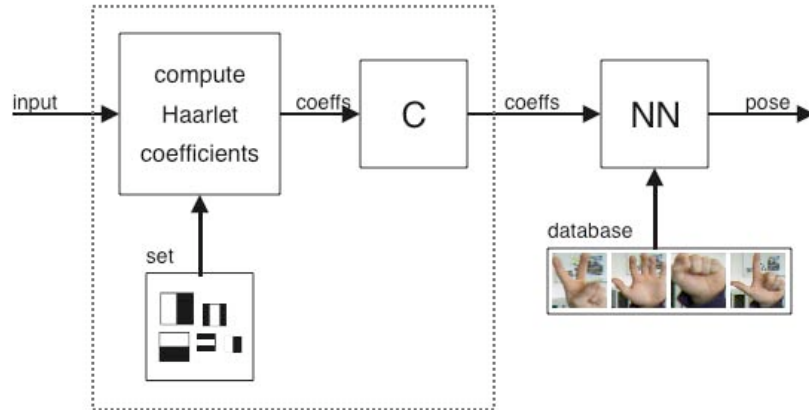 input
compute
Haarlet
coefficients
coeffs
C
coeffs
NN
pose
set
database